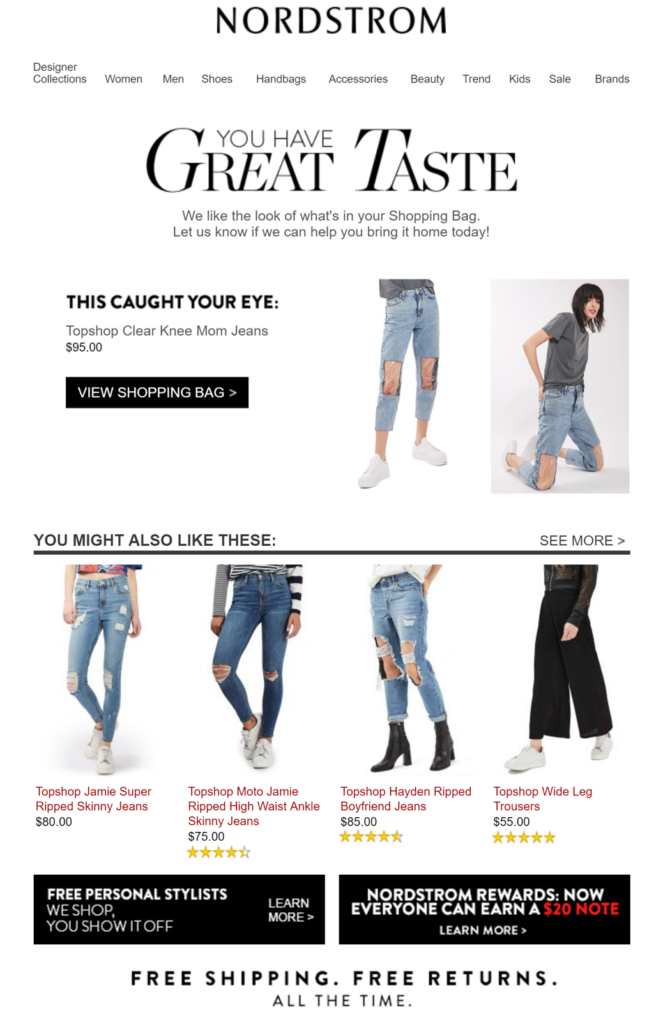 NORDSTROM
Designer
Collections Women Men Shoes Handbags Accessories Beauty Trend Kids Sale Brands
YOU HAVE
GREAT TASTE
We like the look of what's in your Shopping Bag.
Let us know if we can help you bring it home today!
THIS CAUGHT YOUR EYE:
Topshop Clear Knee Mom Jeans
$95.00
VIEW SHOPPING BAG >
YOU MIGHT ALSO LIKE THESE:
SEE MORE >
Topshop Jamie Super
Ripped Skinny Jeans
$80.00
Topshop Moto Jamie
Ripped High Waist Ankle
Skinny Jeans
$75.00
Topshop Hayden Ripped
Boyfriend Jeans
$85.00
Topshop Wide Leg
Trousers
$55.00
FREE PERSONAL STYLISTS
WE SHOP,
YOU SHOW IT OFF
LEARN
MORE >
NORDSTROM REWARDS: NOW
EVERYONE CAN EARN A $20 NOTE
LEARN MORE >
FREE SHIPPING. FREE RETURNS.
ALL THE TIME.